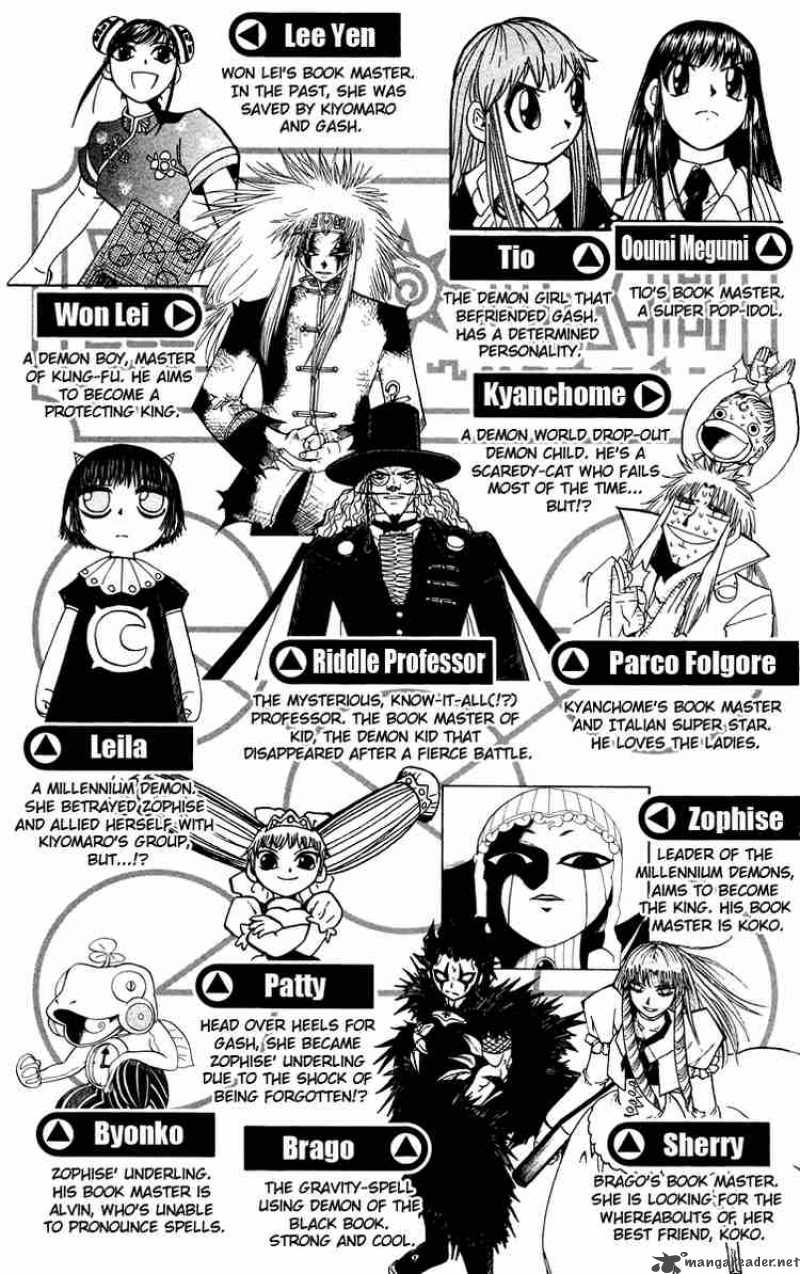 Lee Yen
WON LEI'S BOOK MASTER.
IN THE PAST, SHE WAS
SAVED BY KIYOMARO
AND GASH.
Tio
THE DEMON GIRL THAT
BEFRIENDED GASH.
HAS A DETERMINED
PERSONALITY.
Ooumi Megumi
TIO'S BOOK MASTER.
A SUPER POP-IDOL.
Won Lei
A DEMON BOY, MASTER
OF KUNG-FU. HE AIMS
TO BECOME A
PROTECTING KING.
Kyanchome
A DEMON WORLD DROP-OUT
DEMON CHILD. HE'S A
SCAREDY-CAT WHO FAILS
MOST OF THE TIME...
BUT!?
Leila
A MILLENNIUM DEMON.
SHE BETRAYED ZOPHISE
AND ALLIED HERSELF WITH
KIYOMARO'S GROUP,
BUT...!?
Riddle Professor
THE MYSTERIOUS, KNOW-IT-ALL(!?)
PROFESSOR. THE BOOK MASTER OF
KID, THE DEMON KID THAT
DISAPPEARED AFTER A FIERCE BATTLE.
Parco Folgore
KYANCHOME'S BOOK MASTER
AND ITALIAN SUPER STAR.
HE LOVES THE LADIES.
Zophise
LEADER OF THE
MILLENNIUM DEMONS,
AIMS TO BECOME
THE KING. HIS BOOK
MASTER IS KOKO.
Patty
HEAD OVER HEELS FOR
GASH, SHE BECAME
ZOPHISE' UNDERLING
DUE TO THE SHOCK OF
BEING FORGOTTEN!?
Byonko
ZOPHISE' UNDERLING.
HIS BOOK MASTER IS
ALVIN, WHO'S UNABLE
TO PRONOUNCE SPELLS.
Brago
THE GRAVITY-SPELL
USING DEMON OF THE
BLACK BOOK.
STRONG AND COOL.
Sherry
BRAGO'S BOOK MASTER.
SHE IS LOOKING FOR THE
WHEREABOUTS OF HER
BEST FRIEND, KOKO.
mangareader.net